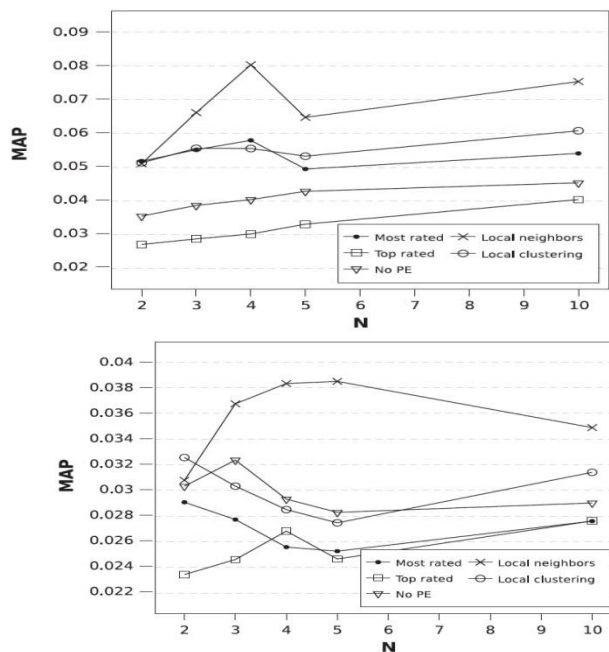 0.09
0.08
0.07
0.06
0.05
0.04
0.03
0.02
MAP
Most rated
Local neighbors
Top rated
Local clustering
No PE
2 3 4 5 6 7 8 9 10
N
0.04
0.038
0.036
0.034
0.032
0.03
0.028
0.026
0.024
0.022
MAP
Most rated
Local neighbors
Top rated
Local clustering
No PE
2 3 4 5 6 7 8 9 10
N